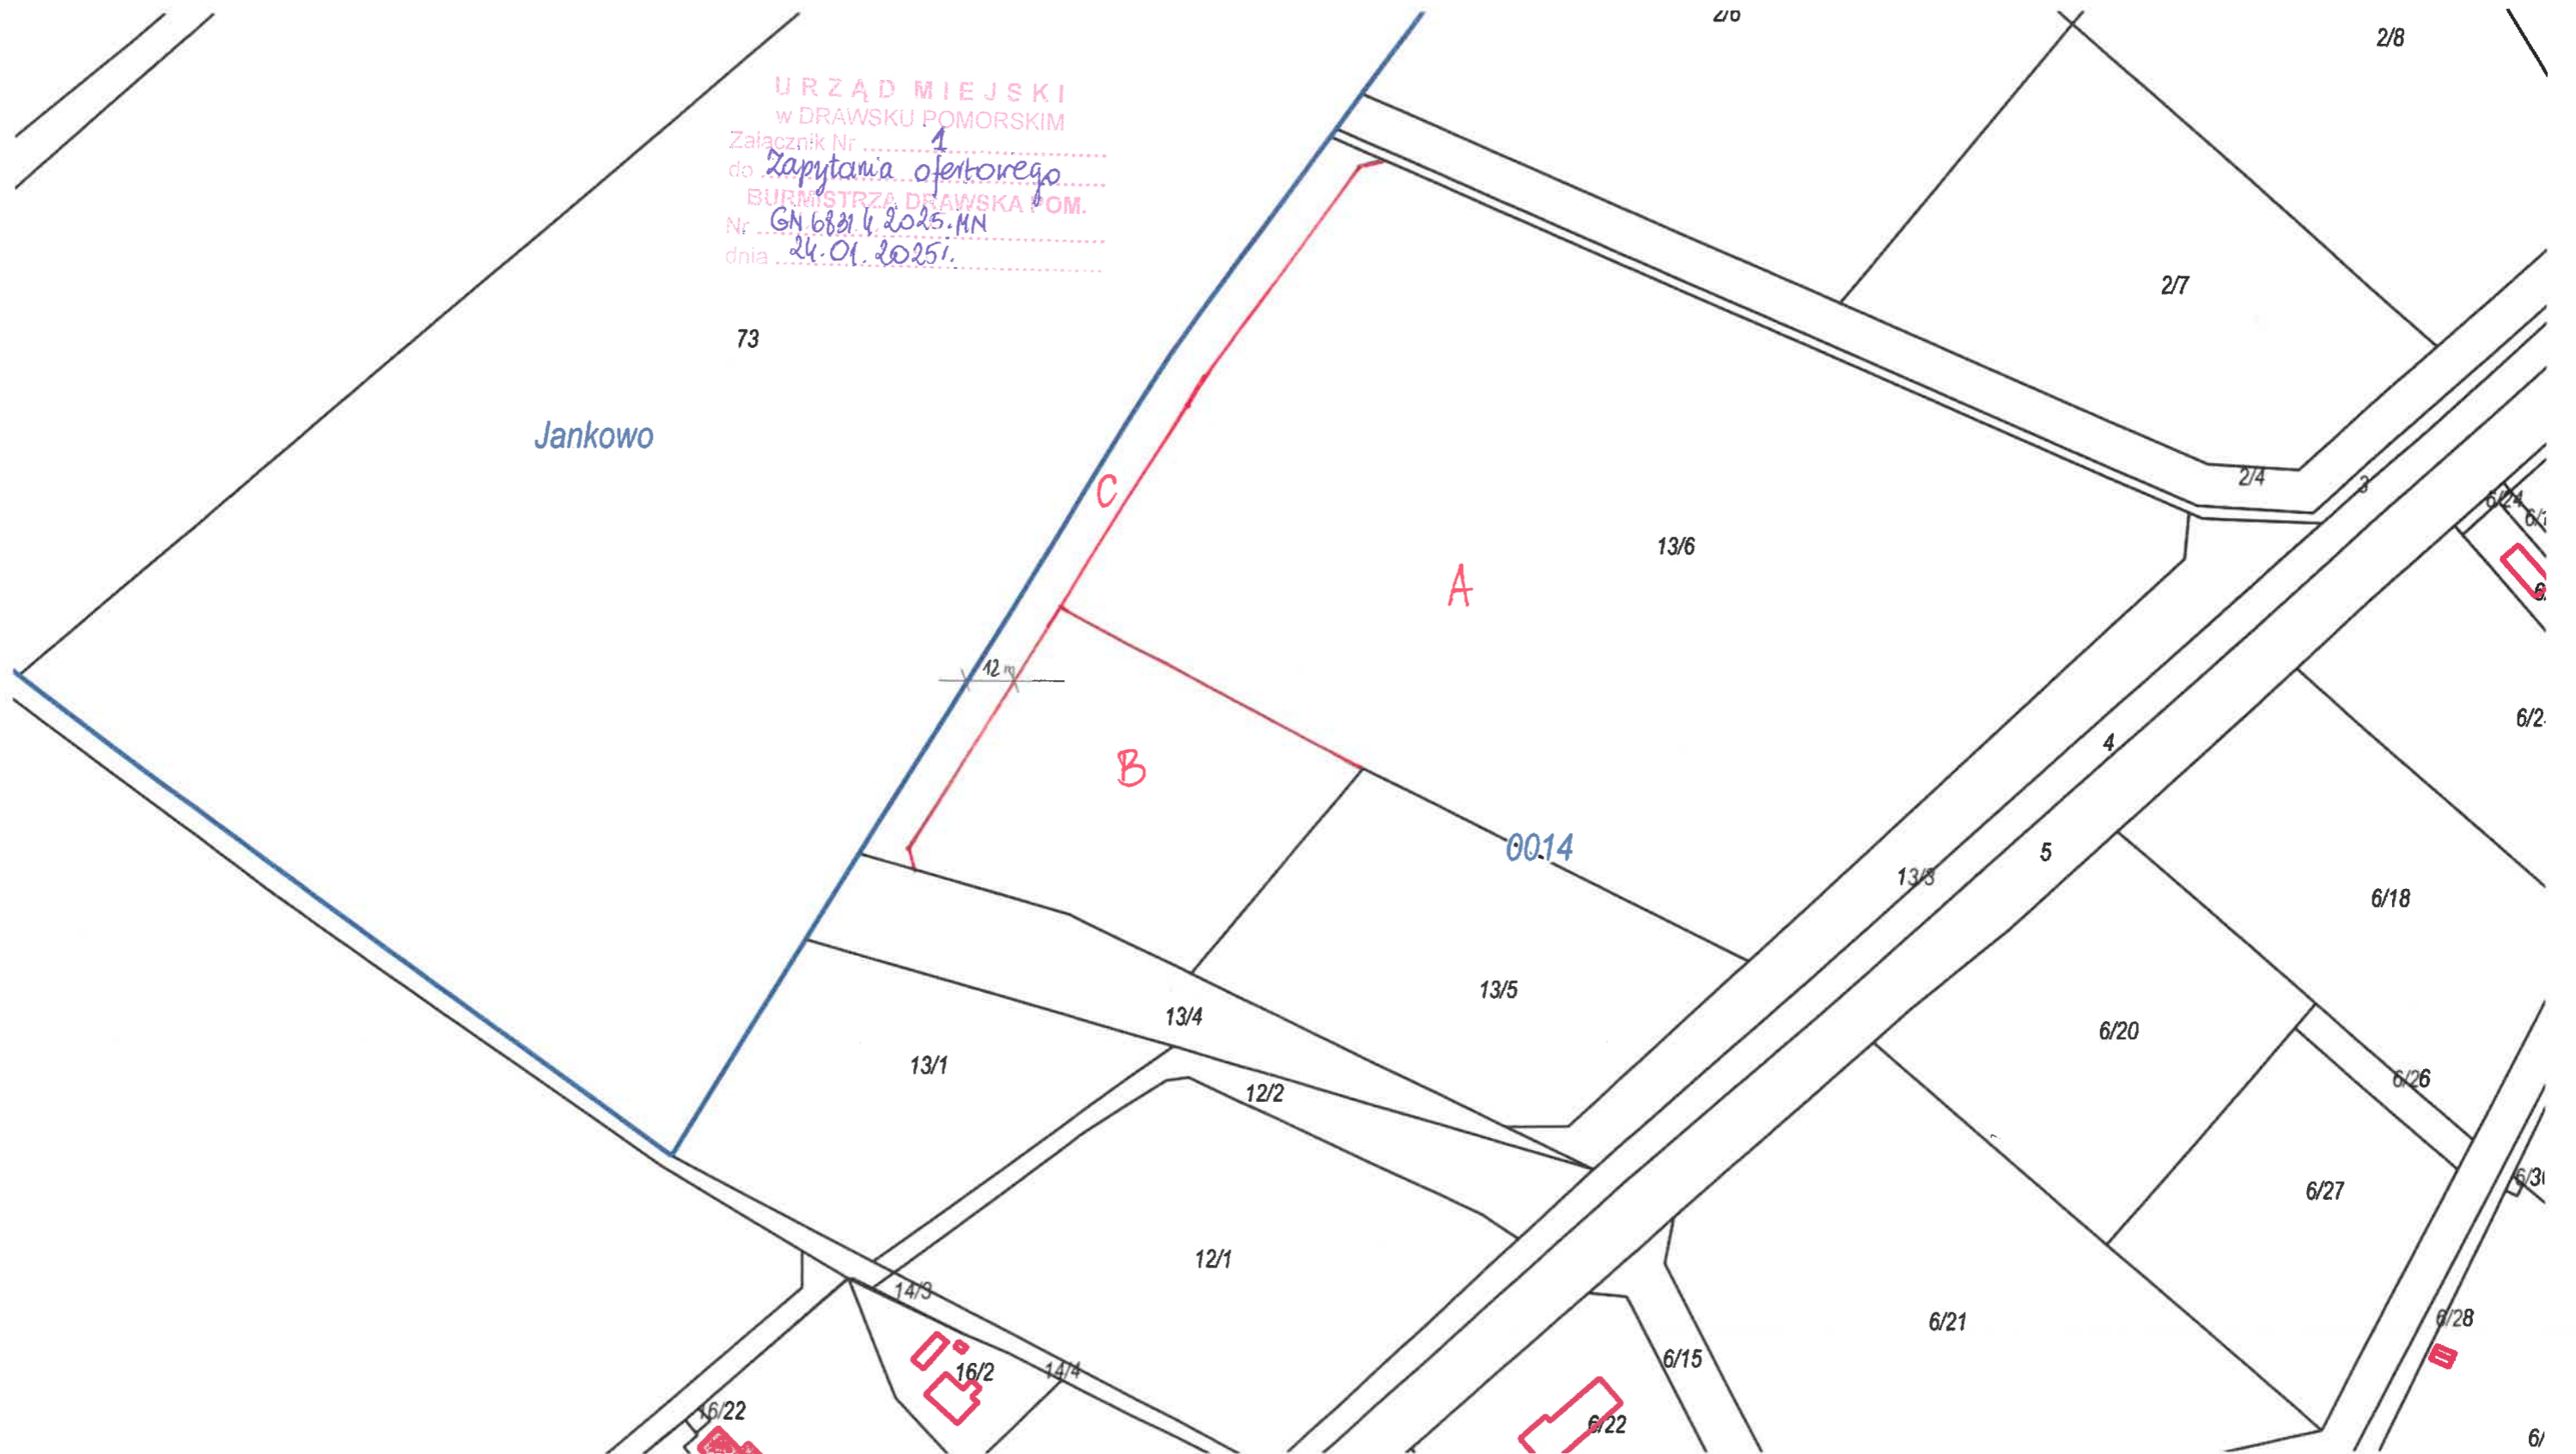 2/6
2/8
URZĄD MIEJSKI
w DRAWSKU POMORSKIM
Załącznik Nr 1
do Zapytania ofertowego
BURMISTRZA DRAWSKA POM.
Nr GN.6831.4.2025.MN
dnia 24.01.2025r.
2/7
73
Jankowo
2/4
3
6/24
C
13/6
A
12 m
6/2
4
B
0014
5
13/3
6/18
13/5
13/4
6/20
13/1
12/2
6/26
6/27
12/1
14/3
6/21
6/28
6/15
16/2
14/4
16/22
6/22
6/